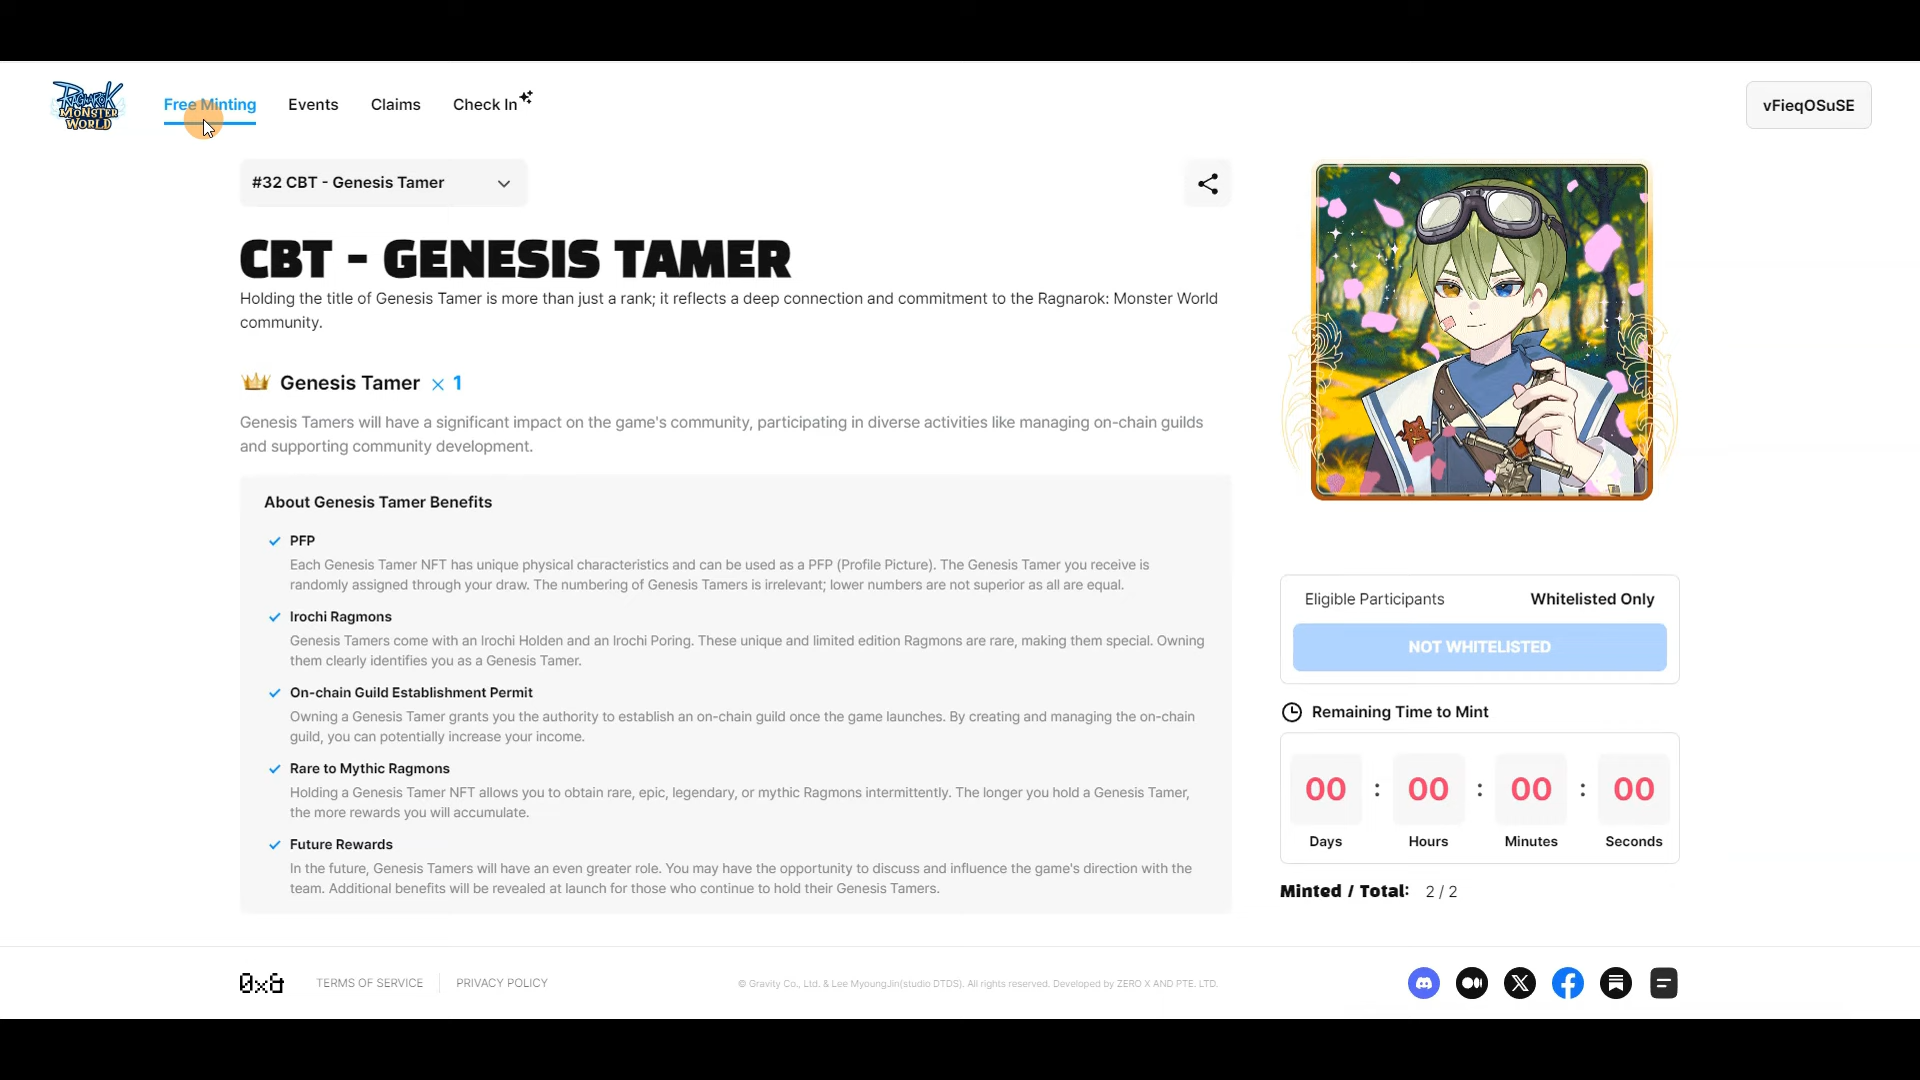 RAGNAROK
MONSTER
WORLD
Free Minting
Events
Claims
Check In
vFieqOSuSE
#32 CBT - Genesis Tamer
CBT - GENESIS TAMER
Holding the title of Genesis Tamer is more than just a rank; it reflects a deep connection and commitment to the Ragnarok: Monster World
community.
Genesis Tamer × 1
Genesis Tamers will have a significant impact on the game's community, participating in diverse activities like managing on-chain guilds
and supporting community development.
About Genesis Tamer Benefits
PFP
Each Genesis Tamer NFT has unique physical characteristics and can be used as a PFP (Profile Picture). The Genesis Tamer you receive is
randomly assigned through your draw. The numbering of Genesis Tamers is irrelevant; lower numbers are not superior as all are equal.
Irochi Ragmons
Genesis Tamers come with an Irochi Holden and an Irochi Poring. These unique and limited edition Ragmons are rare, making them special. Owning
them clearly identifies you as a Genesis Tamer.
On-chain Guild Establishment Permit
Owning a Genesis Tamer grants you the authority to establish an on-chain guild once the game launches. By creating and managing the on-chain
guild, you can potentially increase your income.
Rare to Mythic Ragmons
Holding a Genesis Tamer NFT allows you to obtain rare, epic, legendary, or mythic Ragmons intermittently. The longer you hold a Genesis Tamer,
the more rewards you will accumulate.
Future Rewards
In the future, Genesis Tamers will have an even greater role. You may have the opportunity to discuss and influence the game's direction with the
team. Additional benefits will be revealed at launch for those who continue to hold their Genesis Tamers.
Eligible Participants
Whitelisted Only
NOT WHITELISTED
Remaining Time to Mint
00 : 00 : 00 : 00
Days Hours Minutes Seconds
Minted / Total: 2 / 2
0x&
TERMS OF SERVICE
PRIVACY POLICY
© Gravity Co., Ltd. & Lee MyoungJin(studio DTDS). All rights reserved. Developed by ZERO X AND PTE. LTD.